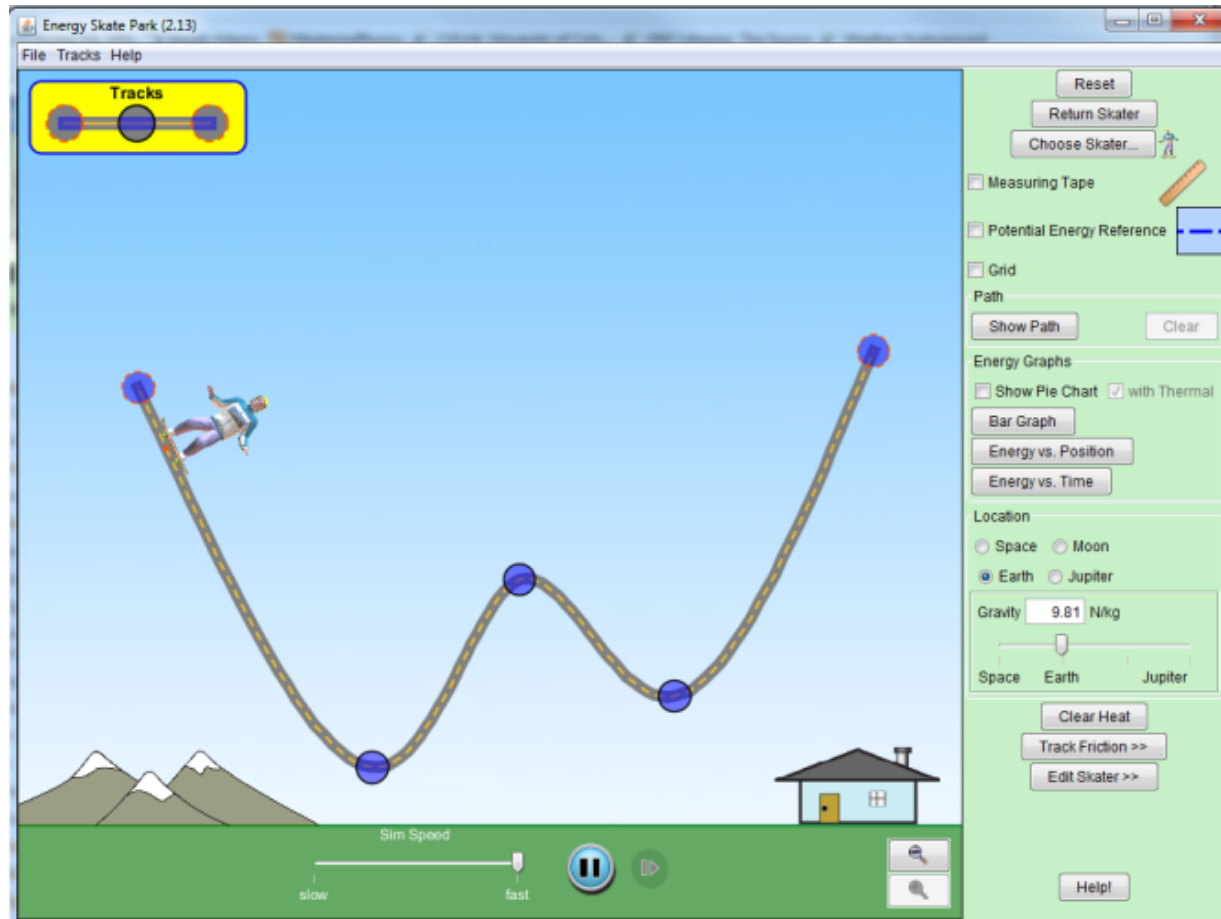 Energy Skate Park (2.13)
File Tracks Help
Tracks
Reset
Return Skater
Choose Skater...
Measuring Tape
Potential Energy Reference
Grid
Path
Show Path Clear
Energy Graphs
Show Pie Chart with Thermal
Bar Graph
Energy vs. Position
Energy vs. Time
Location
Space Moon
Earth Jupiter
Gravity 9.81 N/kg
Space Earth Jupiter
Clear Heat
Track Friction >>
Edit Skater >>
Help!
Sim Speed
slow fast